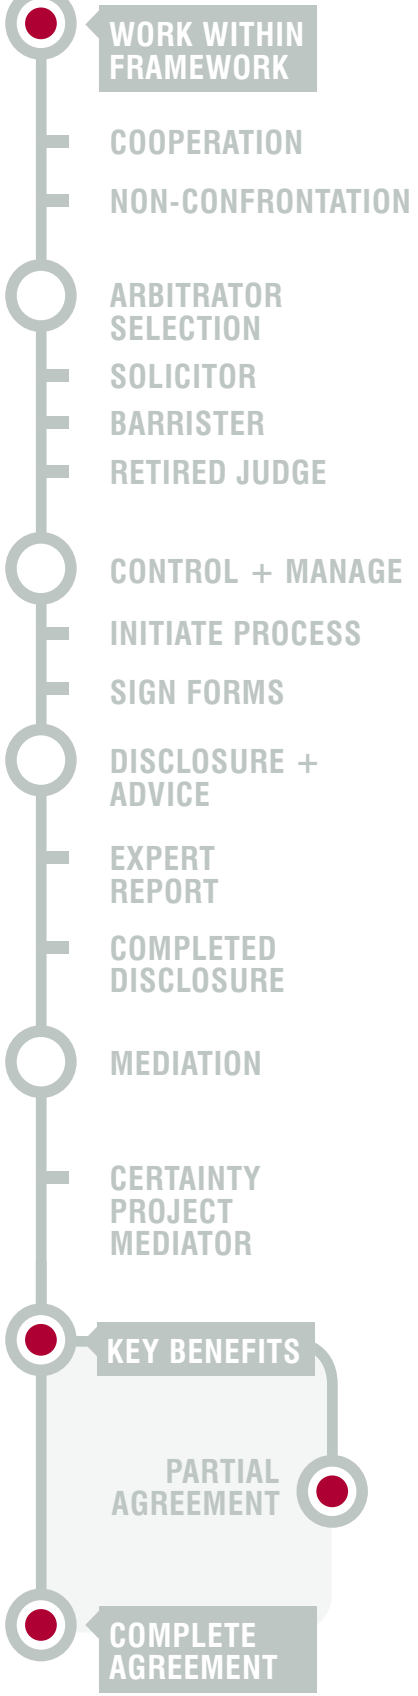 WORK WITHIN
FRAMEWORK
COOPERATION
NON-CONFRONTATION
ARBITRATOR
SELECTION
SOLICITOR
BARRISTER
RETIRED JUDGE
CONTROL + MANAGE
INITIATE PROCESS
SIGN FORMS
DISCLOSURE +
ADVICE
EXPERT
REPORT
COMPLETED
DISCLOSURE
MEDIATION
CERTAINTY
PROJECT
MEDIATOR
KEY BENEFITS
PARTIAL
AGREEMENT
COMPLETE
AGREEMENT